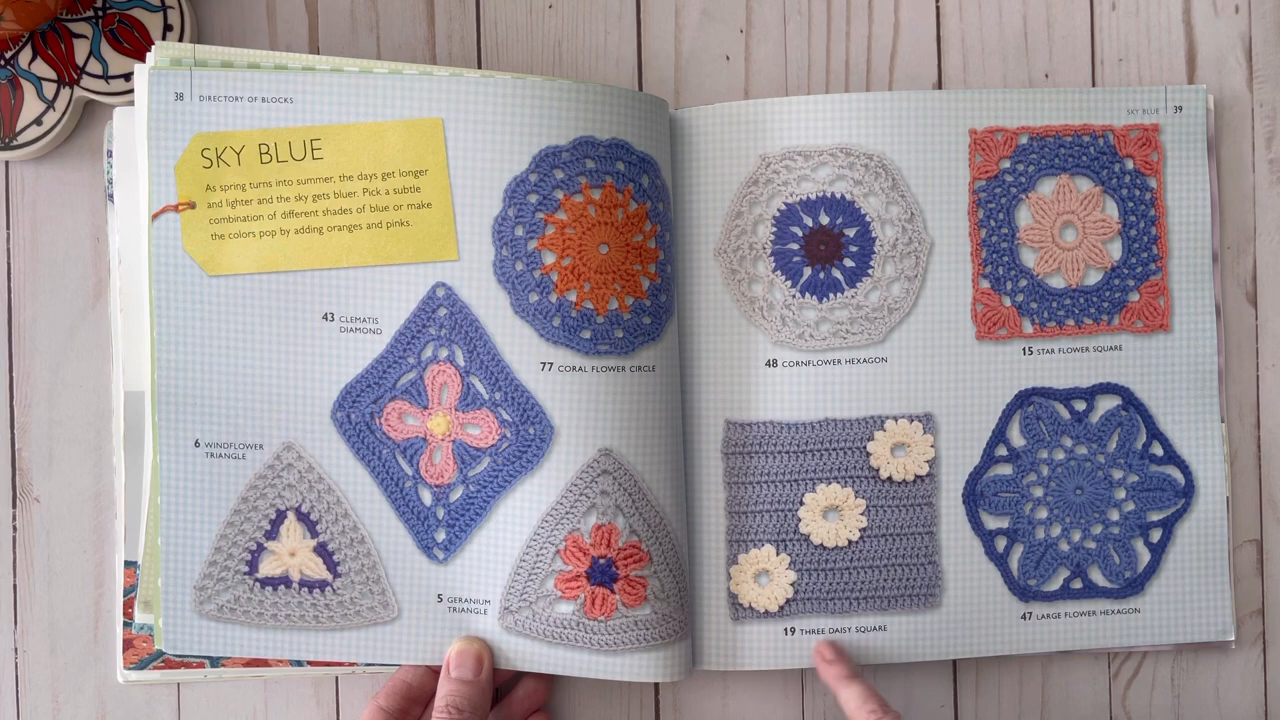 38 DIRECTORY OF BLOCKS
SKY BLUE
As spring turns into summer, the days get longer
and lighter and the sky gets bluer. Pick a subtle
combination of different shades of blue or make
the colors pop by adding oranges and pinks.
43 CLEMATIS
DIAMOND
77 CORAL FLOWER CIRCLE
6 WINDFLOWER
TRIANGLE
5 GERANIUM
TRIANGLE
SKY BLUE 39
48 CORNFLOWER HEXAGON
15 STAR FLOWER SQUARE
19 THREE DAISY SQUARE
47 LARGE FLOWER HEXAGON